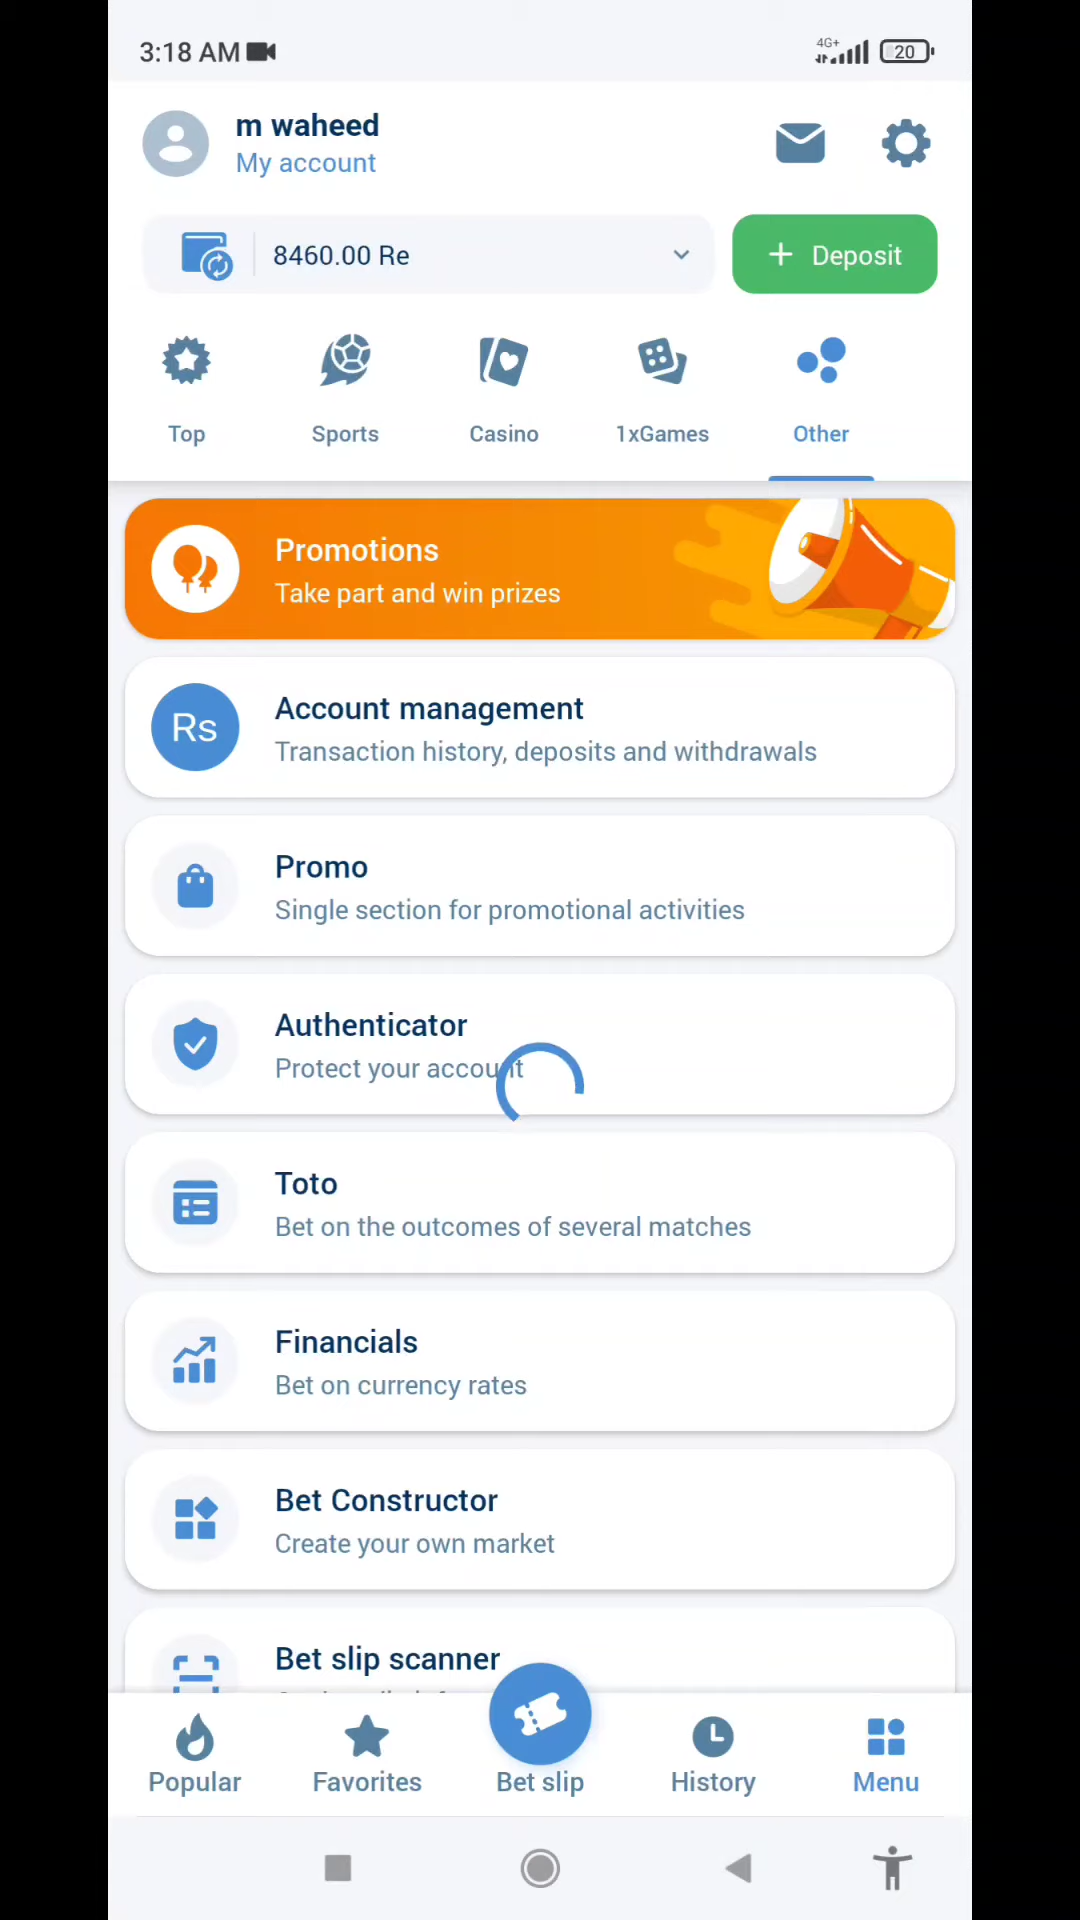 3:18 AM
4G+
20
m waheed
My account
8460.00 Re
+ Deposit
Top
Sports
Casino
1xGames
Other
Promotions
Take part and win prizes
Rs
Account management
Transaction history, deposits and withdrawals
Promo
Single section for promotional activities
Authenticator
Protect your account
Toto
Bet on the outcomes of several matches
Financials
Bet on currency rates
Bet Constructor
Create your own market
Bet slip scanner
Popular
Favorites
Bet slip
History
Menu